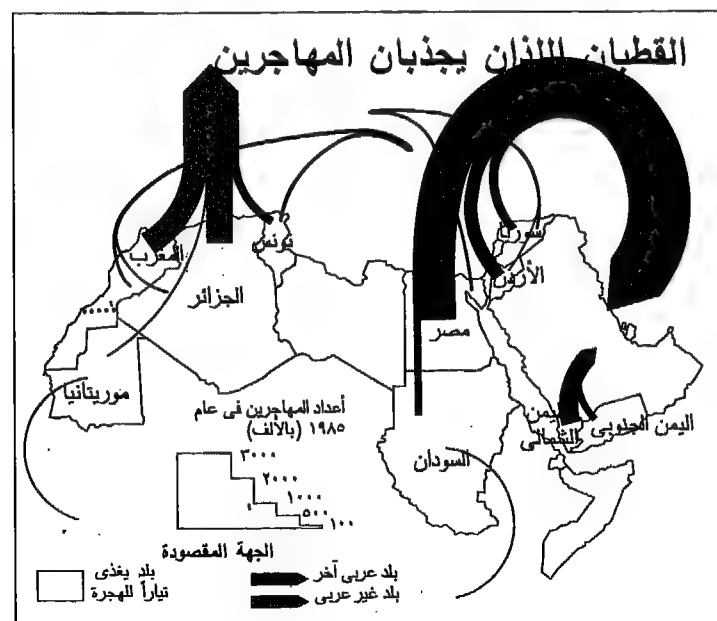 القطبان اللذان يجذبان المهاجرين
المغرب
تونس
الجزائر
موريتانيا
سوريا
الأردن
مصر
السودان
اليمن
الشمالى
اليمن الجنوبى
أعداد المهاجرين فى عام
١٩٨٥ (بالألف)
٣٠٠٠
٢٠٠٠
١٠٠٠
٥٠٠
١٠٠
الجهة المقصودة
بلد عربى آخر
بلد غير عربى
بلد يغذى
تياراً للهجرة